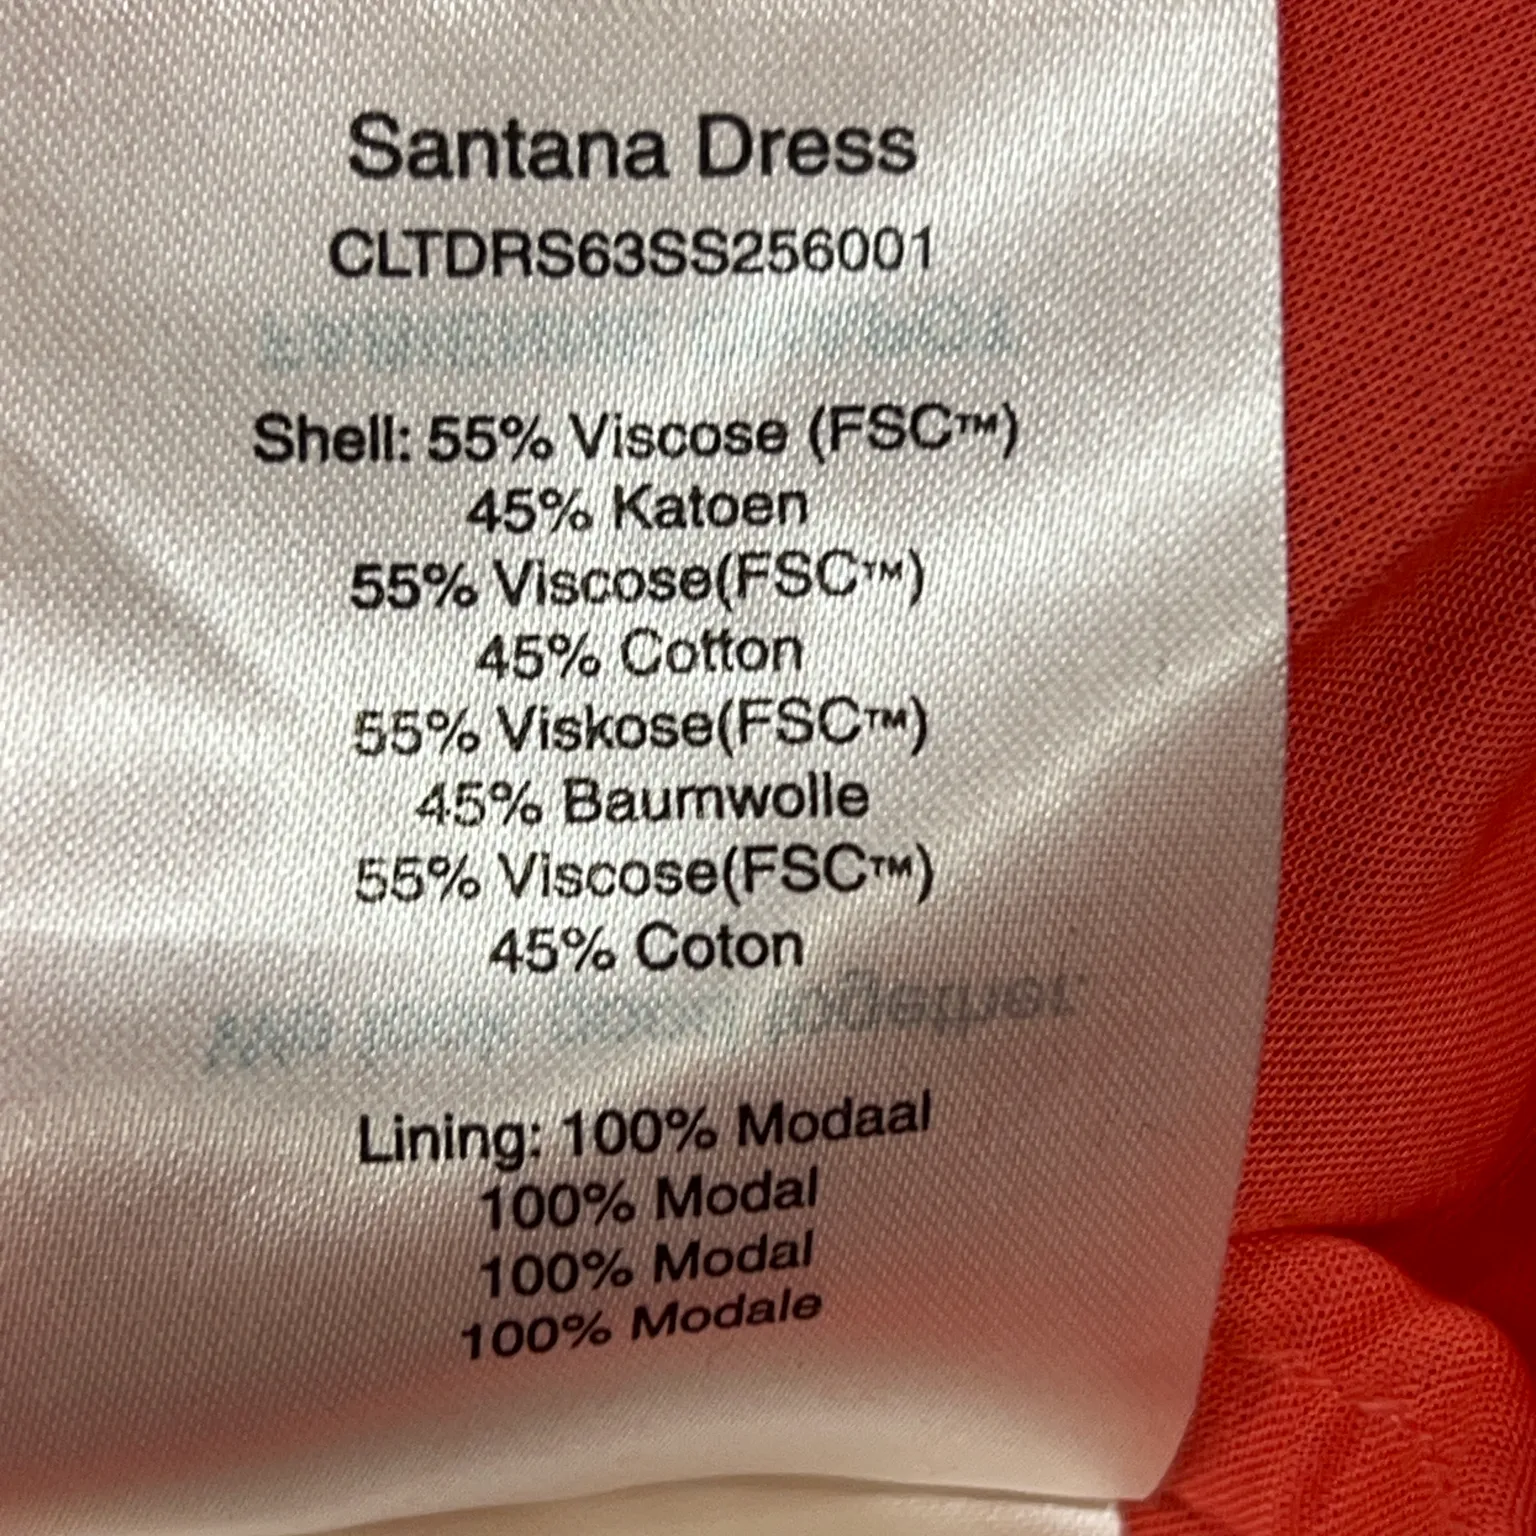 Santana Dress
CLTDRS63SS256001
Shell: 55% Viscose (FSC™)
45% Katoen
55% Viscose(FSC™)
45% Cotton
55% Viskose(FSC™)
45% Baumwolle
55% Viscose(FSC™)
45% Coton
Lining: 100% Modaal
100% Modal
100% Modal
100% Modale